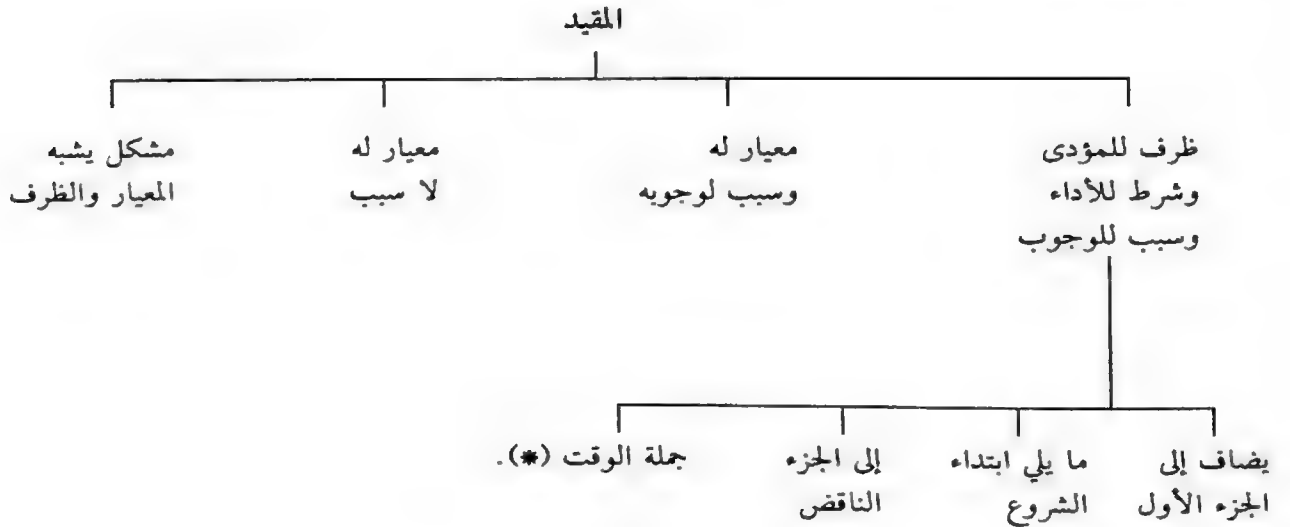 المقيد
ظرف للمؤدى
وشرط للأداء
وسبب للوجوب
معيار له
وسبب لوجوبه
معيار له
لا سبب
مشكل يشبه
المعيار والظرف
يضاف إلى
الجزء الأول
ما يلي ابتداء
الشروع
إلى الجزء
الناقض
جملة الوقت (*).